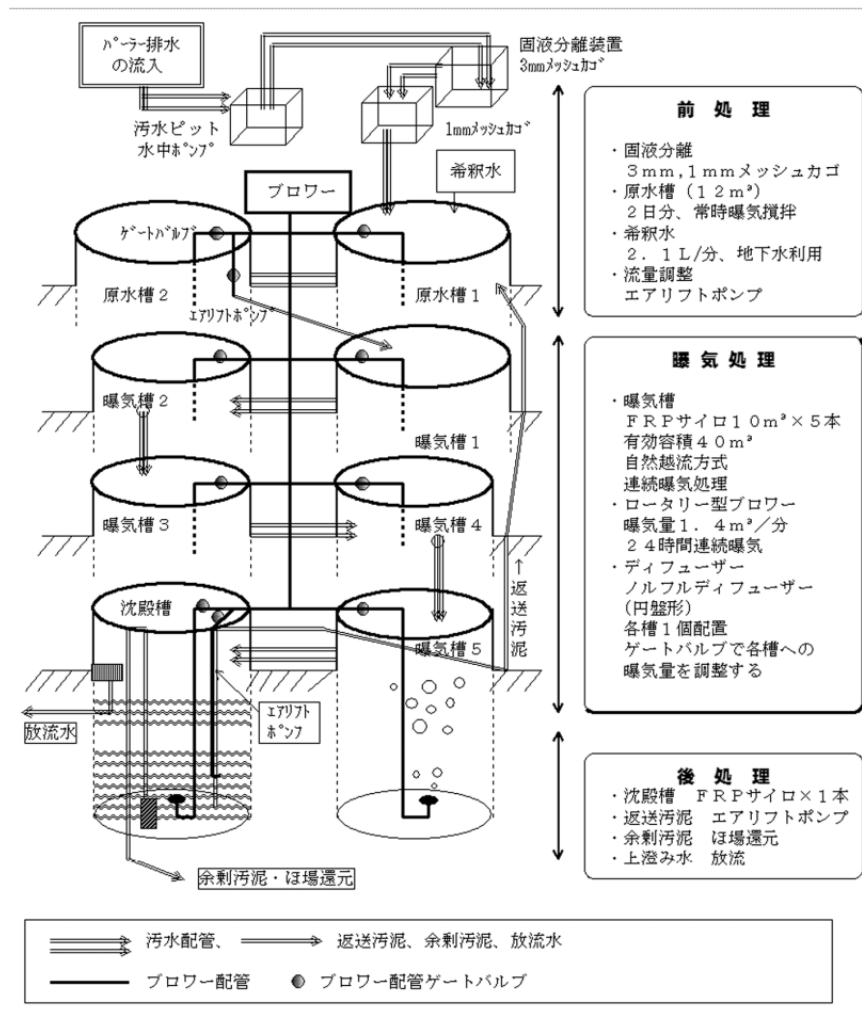 ﾊﾟｰﾗｰ排水
の流入
固液分離装置
3mmメッシュカゴ
汚水ピット
水中ﾎﾟﾝﾌﾟ
1mmﾒｯｼｭｶｺﾞ
希釈水
ブロワー
ｹﾞｰﾄﾊﾞﾙﾌﾞ
原水槽2
原水槽1
ｴｱﾘﾌﾄﾎﾟﾝﾌﾟ
曝気槽2
曝気槽1
曝気槽3
曝気槽4
沈殿槽
曝気槽5
↑返送汚泥
ｴｱﾘﾌﾄ
ﾎﾟﾝﾌﾟ
放流水
余剰汚泥・ほ場還元
前 処 理
・固液分離
３mm,１mmメッシュカゴ
・原水槽（１２m³）
２日分、常時曝気撹拌
・希釈水
２．１L/分、地下水利用
・流量調整
エアリフトポンプ
曝 気 処 理
・曝気槽
ＦＲＰサイロ１０m³×５本
有効容積４０m³
自然越流方式
連続曝気処理
・ロータリー型ブロワー
曝気量１．４m³／分
２４時間連続曝気
・ディフューザー
ノルフルディフューザー
(円盤形)
各槽１個配置
ゲートバルブで各槽への
曝気量を調整する
後 処 理
・沈殿槽 ＦＲＰサイロ×１本
・返送汚泥 エアリフトポンプ
・余剰汚泥 ほ場還元
・上澄み水 放流
汚水配管、 返送汚泥、余剰汚泥、放流水
ブロワー配管 ブロワー配管ゲートバルブ